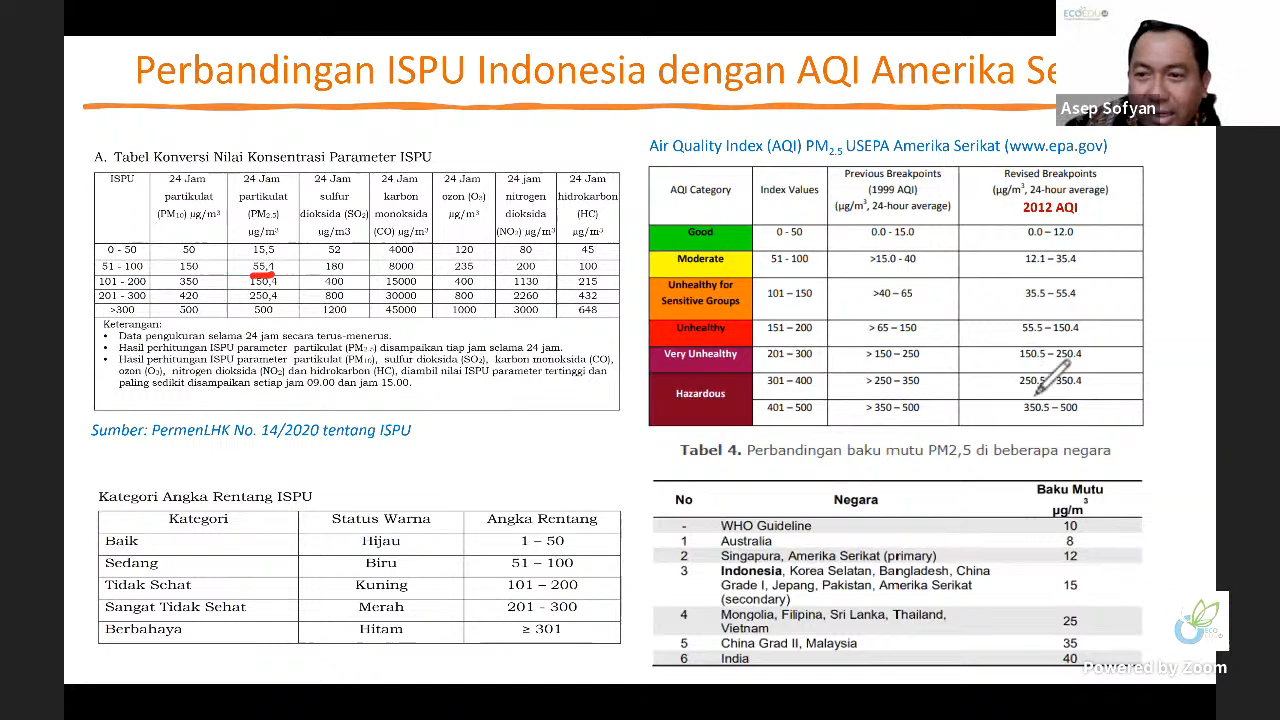 Perbandingan ISPU Indonesia dengan AQI Amerika Se
ECOEDU
Asep Sofyan
A. Tabel Konversi Nilai Konsentrasi Parameter ISPU
ISPU | 24 Jam partikulat (PM10) μg/m3 | 24 Jam partikulat (PM2.5) μg/m3 | 24 Jam sulfur dioksida (SO2) μg/m3 | 24 Jam karbon monoksida (CO) μg/m3 | 24 Jam ozon (O3) μg/m3 | 24 jam nitrogen dioksida (NO2) μg/m3 | 24 Jam hidrokarbon (HC) μg/m3
0 - 50 | 50 | 15,5 | 52 | 4000 | 120 | 80 | 45
51 - 100 | 150 | 55,4 | 180 | 8000 | 235 | 200 | 100
101 - 200 | 350 | 150,4 | 400 | 15000 | 400 | 1130 | 215
201 - 300 | 420 | 250,4 | 800 | 30000 | 800 | 2260 | 432
>300 | 500 | 500 | 1200 | 45000 | 1000 | 3000 | 648
Keterangan:
• Data pengukuran selama 24 jam secara terus-menerus.
• Hasil perhitungan ISPU parameter partikulat (PM2.5) disampaikan tiap jam selama 24 jam.
• Hasil perhitungan ISPU parameter partikulat (PM10), sulfur dioksida (SO2), karbon monoksida (CO),
ozon (O3), nitrogen dioksida (NO2) dan hidrokarbon (HC), diambil nilai ISPU parameter tertinggi dan
paling sedikit disampaikan setiap jam 09.00 dan jam 15.00.
Sumber: PermenLHK No. 14/2020 tentang ISPU
Kategori Angka Rentang ISPU
Kategori | Status Warna | Angka Rentang
Baik | Hijau | 1 – 50
Sedang | Biru | 51 – 100
Tidak Sehat | Kuning | 101 – 200
Sangat Tidak Sehat | Merah | 201 - 300
Berbahaya | Hitam | ≥ 301
Air Quality Index (AQI) PM2.5 USEPA Amerika Serikat (www.epa.gov)
AQI Category | Index Values | Previous Breakpoints (1999 AQI) (μg/m3, 24-hour average) | Revised Breakpoints (μg/m3, 24-hour average) 2012 AQI
Good | 0 - 50 | 0.0 - 15.0 | 0.0 – 12.0
Moderate | 51 - 100 | >15.0 - 40 | 12.1 – 35.4
Unhealthy for Sensitive Groups | 101 – 150 | >40 – 65 | 35.5 – 55.4
Unhealthy | 151 – 200 | > 65 – 150 | 55.5 – 150.4
Very Unhealthy | 201 – 300 | > 150 – 250 | 150.5 – 250.4
Hazardous | 301 – 400 | > 250 – 350 | 250.5 – 350.4
401 – 500 | > 350 – 500 | 350.5 – 500
Tabel 4. Perbandingan baku mutu PM2,5 di beberapa negara
No | Negara | Baku Mutu μg/m3
- | WHO Guideline | 10
1 | Australia | 8
2 | Singapura, Amerika Serikat (primary) | 12
3 | Indonesia, Korea Selatan, Bangladesh, China Grade I, Jepang, Pakistan, Amerika Serikat (secondary) | 15
4 | Mongolia, Filipina, Sri Lanka, Thailand, Vietnam | 25
5 | China Grad II, Malaysia | 35
6 | India | 40
ECO
EDU
Powered by Zoom